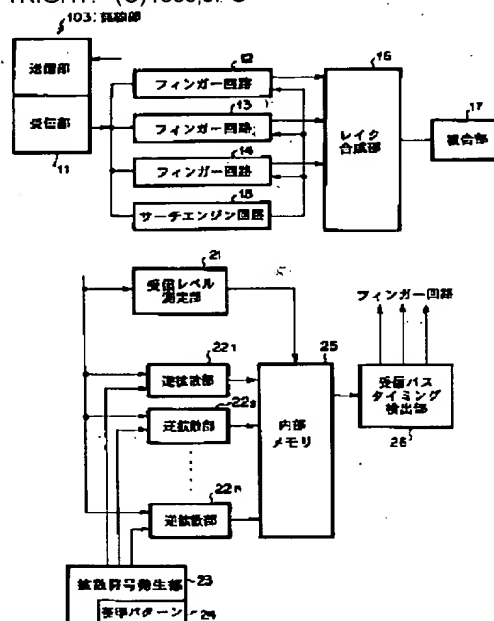 103:無線部
送信部
受信部
11
12
フィンガー回路
13
フィンガー回路
14
フィンガー回路
15
サーチエンジン回路
16
レイク
合成部
17
複合部
21
受信レベル
測定部
22₁
逆拡散部
22₂
逆拡散部
22n
逆拡散部
25
内部
メモリ
フィンガー回路
受信パス
タイミング
検出部
26
拡散符号発生部
23
基準パターン
24